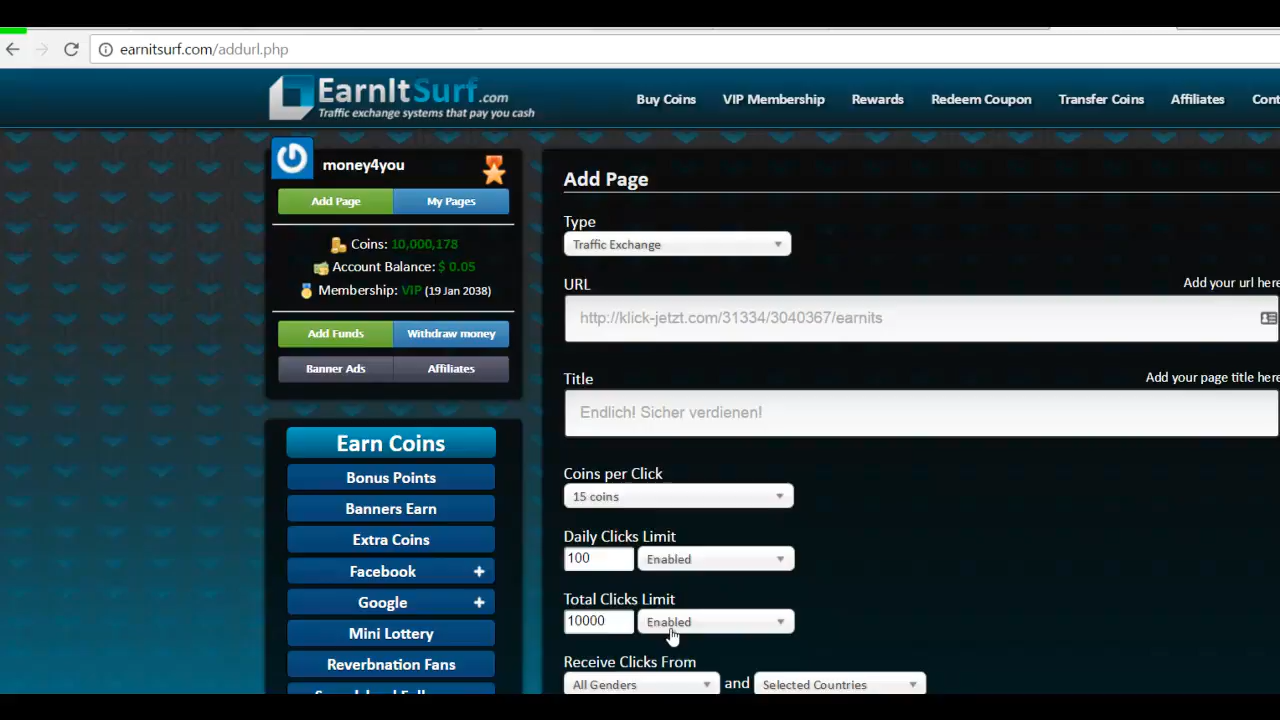 earnitsurf.com/addurl.php
EarnItSurf.com
Traffic exchange systems that pay you cash
Buy Coins
VIP Membership
Rewards
Redeem Coupon
Transfer Coins
Affiliates
money4you
Add Page
My Pages
Coins: 10,000,178
Account Balance: $ 0.05
Membership: VIP (19 Jan 2038)
Add Funds
Withdraw money
Banner Ads
Affiliates
Earn Coins
Bonus Points
Banners Earn
Extra Coins
Facebook +
Google +
Mini Lottery
Reverbnation Fans
Add Page
Type
Traffic Exchange
URL
Add your url here
http://klick-jetzt.com/31334/3040367/earnits
Title
Add your page title here
Endlich! Sicher verdienen!
Coins per Click
15 coins
Daily Clicks Limit
100 Enabled
Total Clicks Limit
10000 Enabled
Receive Clicks From
All Genders and Selected Countries